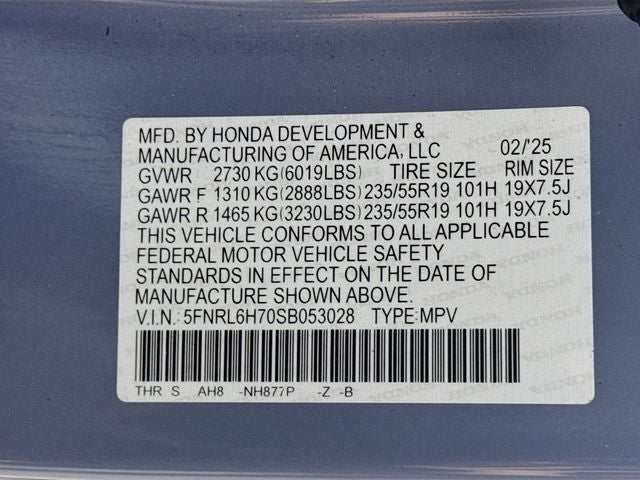 MFD. BY HONDA DEVELOPMENT &
MANUFACTURING OF AMERICA, LLC 02/'25
GVWR 2730 KG(6019LBS) TIRE SIZE RIM SIZE
GAWR F 1310 KG(2888LBS) 235/55R19 101H 19X7.5J
GAWR R 1465 KG(3230LBS) 235/55R19 101H 19X7.5J
THIS VEHICLE CONFORMS TO ALL APPLICABLE
FEDERAL MOTOR VEHICLE SAFETY
STANDARDS IN EFFECT ON THE DATE OF
MANUFACTURE SHOWN ABOVE.
V.I.N.: 5FNRL6H70SB053028 TYPE:MPV
THR S AH8 -NH877P -Z -B